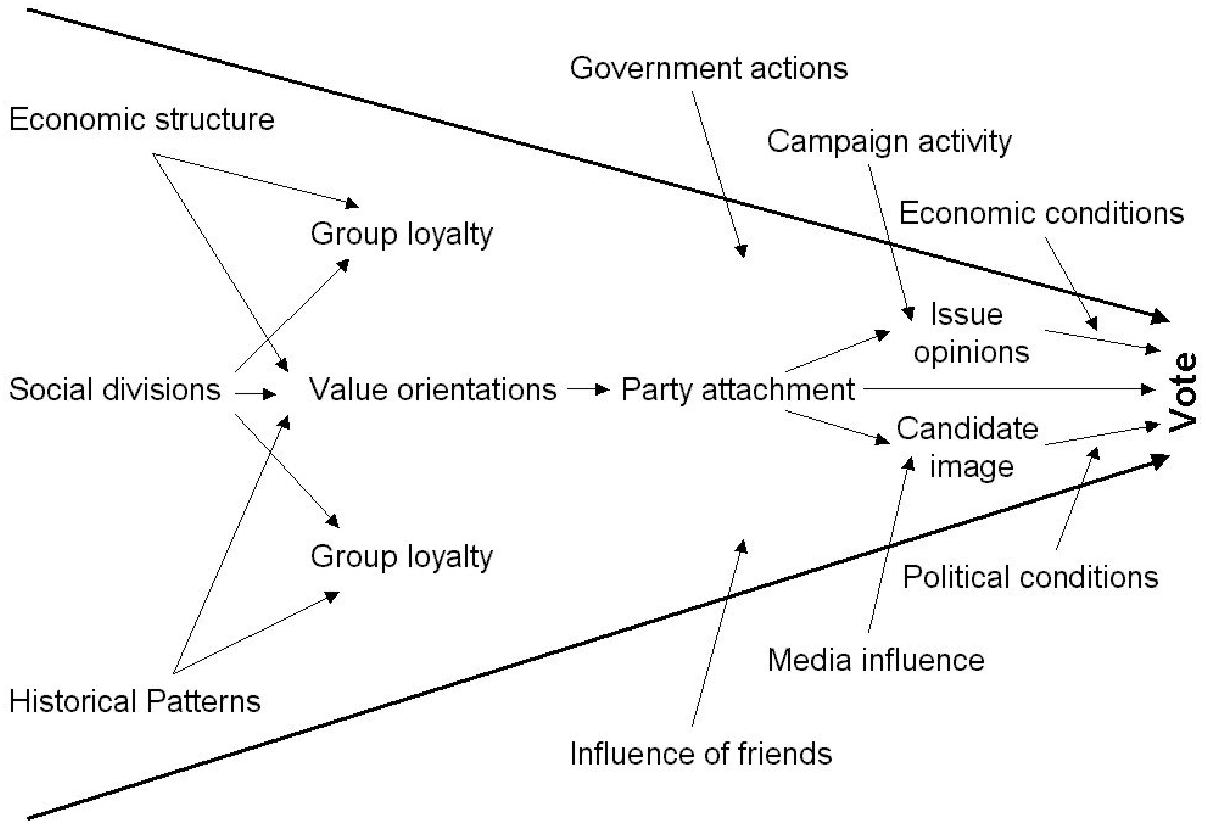 Government actions
Economic structure
Campaign activity
Economic conditions
Group loyalty
Issue
opinions
Social divisions
Value orientations
Party attachment
Vote
Candidate
image
Group loyalty
Political conditions
Media influence
Historical Patterns
Influence of friends